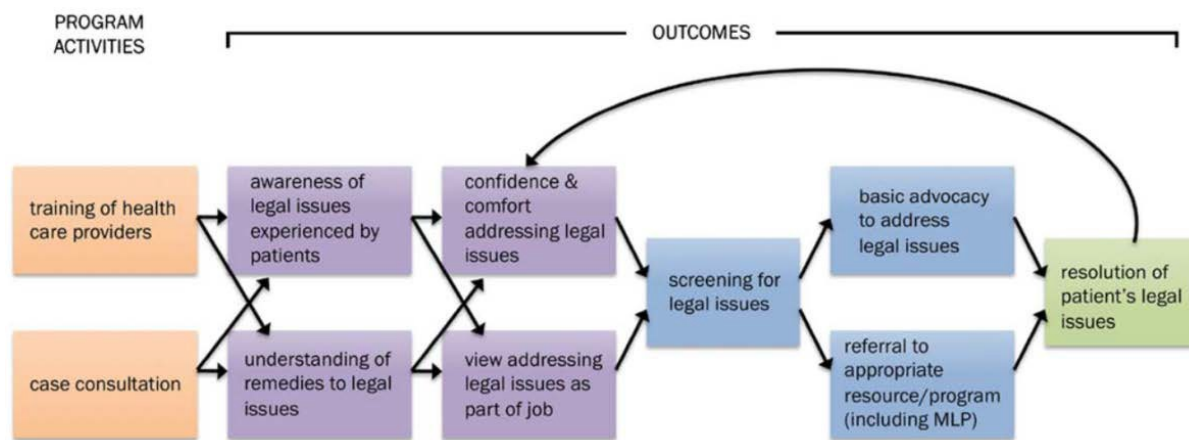 PROGRAM
ACTIVITIES
OUTCOMES
training of health
care providers
case consultation
awareness of
legal issues
experienced by
patients
understanding of
remedies to legal
issues
confidence &
comfort
addressing legal
issues
view addressing
legal issues as
part of job
screening for
legal issues
basic advocacy
to address
legal issues
referral to
appropriate
resource/program
(including MLP)
resolution of
patient's legal
issues